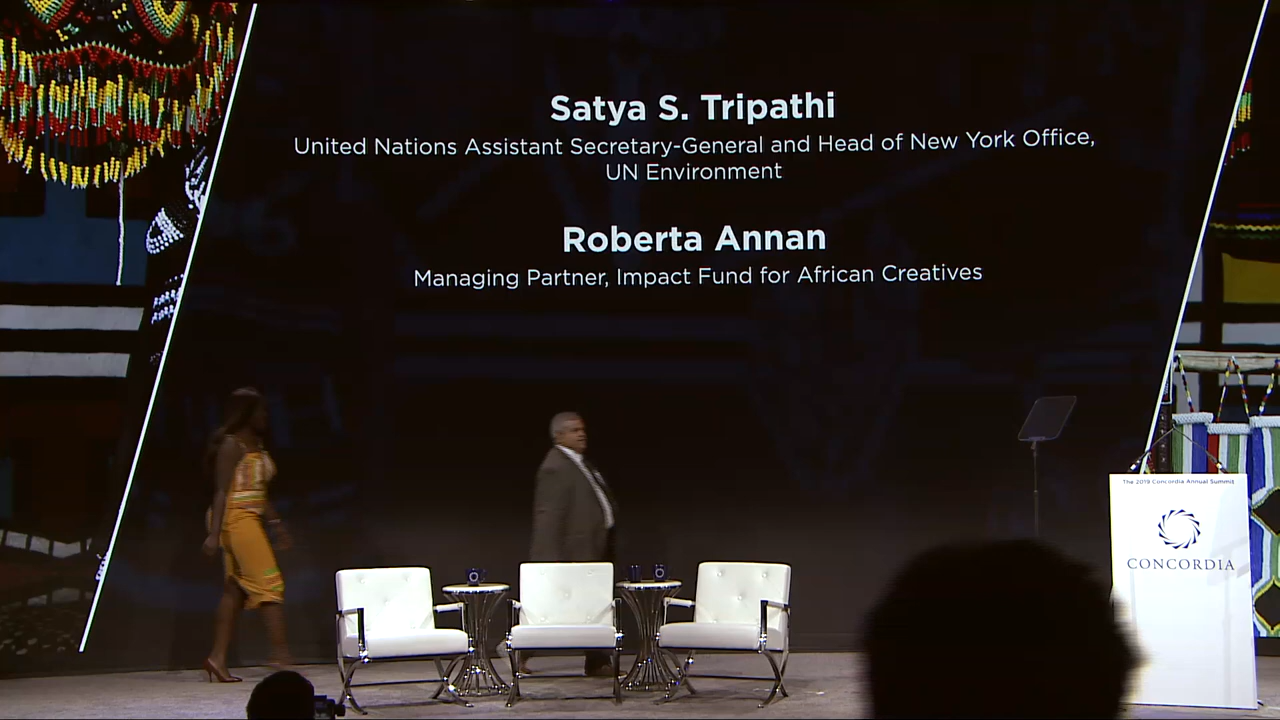 Satya S. Tripathi
United Nations Assistant Secretary-General and Head of New York Office,
UN Environment
Roberta Annan
Managing Partner, Impact Fund for African Creatives
The 2019 Concordia Annual Summit
CONCORDIA